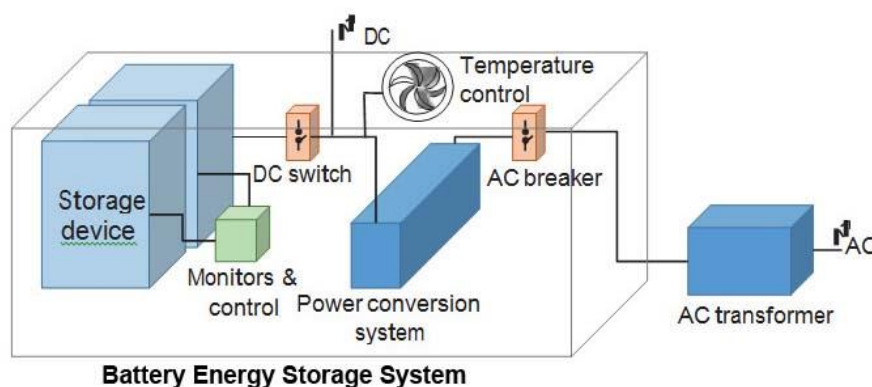 DC
Temperature
control
DC switch
AC breaker
Storage
device
Monitors &
control
Power conversion
system
AC
AC transformer
Battery Energy Storage System